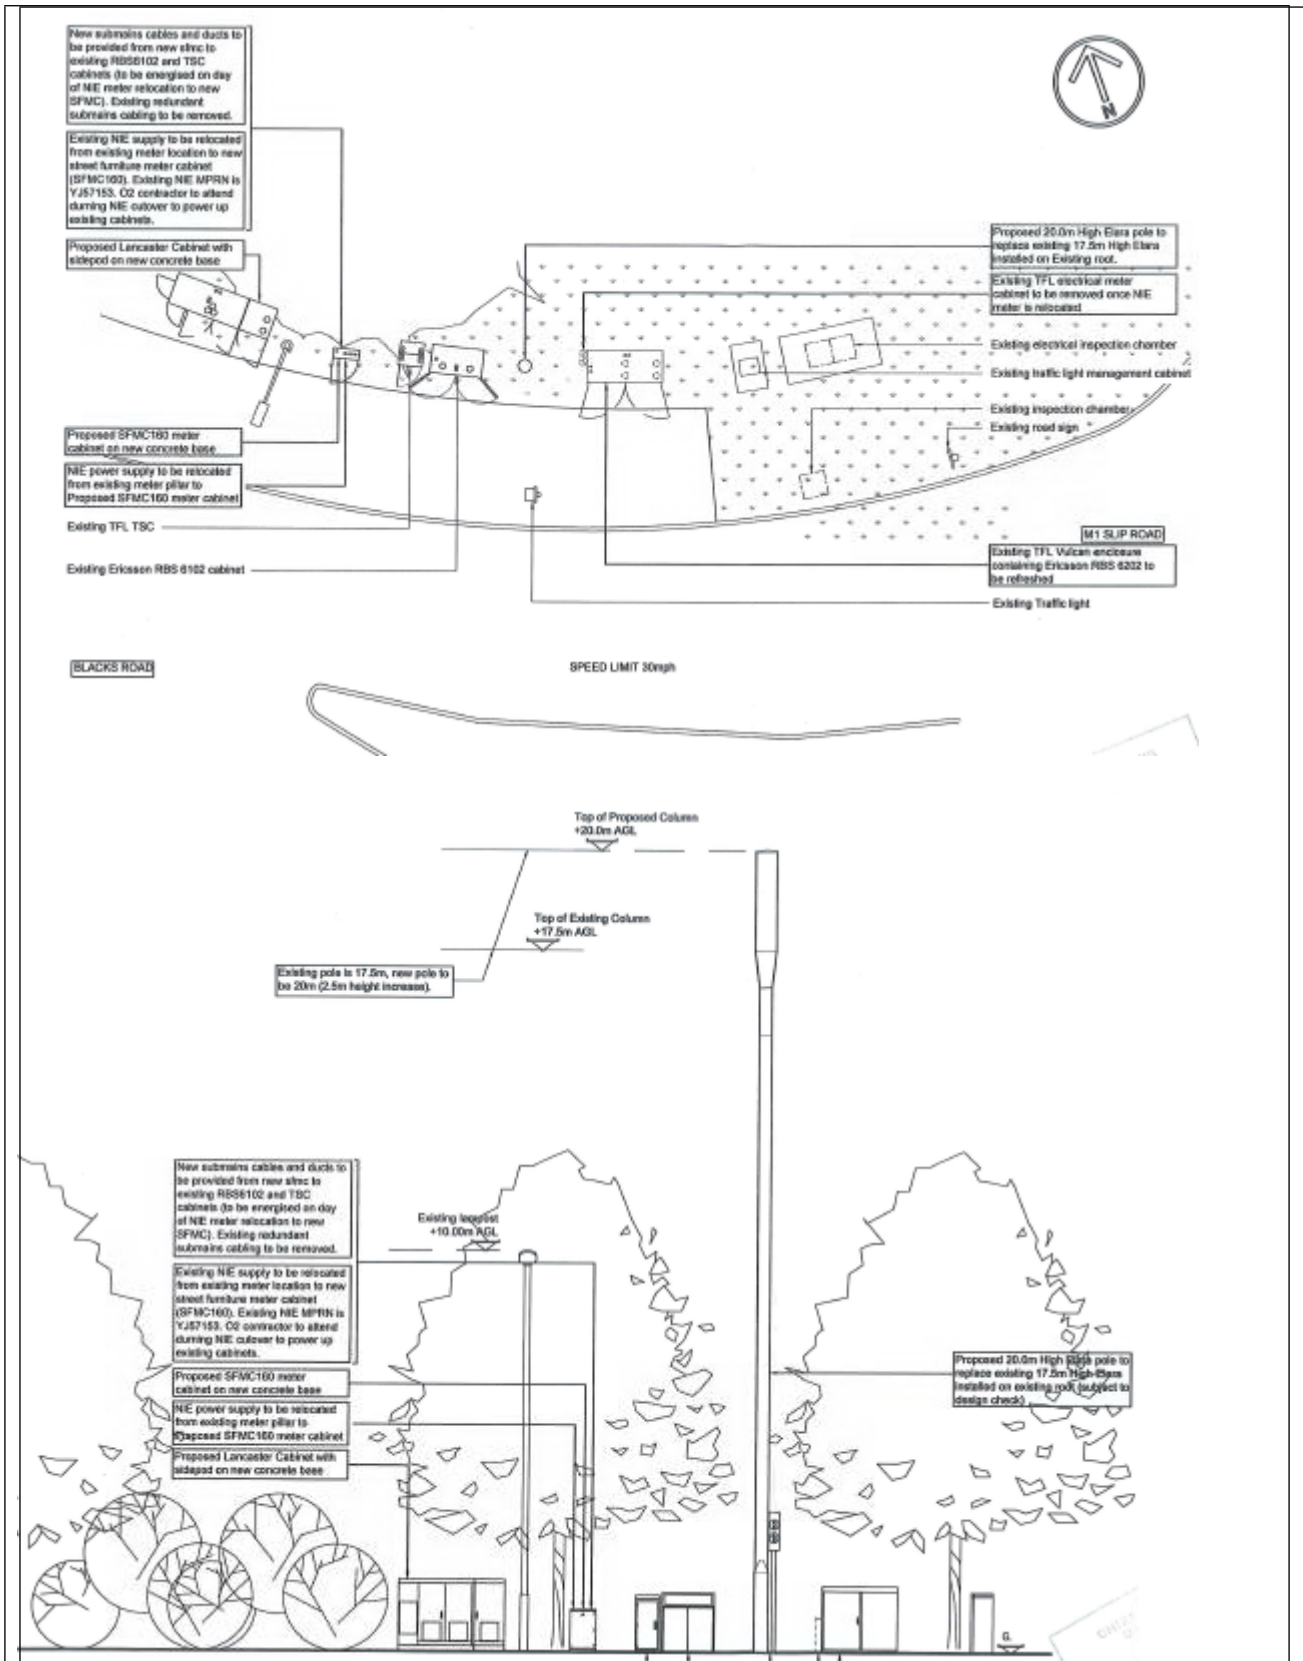 New submains cables and ducts to
be provided from new sfmc to
existing RBS6102 and TSC
cabinets (to be energised on day
of NIE meter relocation to new
SFMC). Existing redundant
submains cabling to be removed.
Existing NIE supply to be relocated
from existing meter location to new
street furniture meter cabinet
(SFMC160). Existing NIE MPRN is
YJ57153. O2 contractor to attend
durning NIE cutover to power up
existing cabinets.
Proposed Lancaster Cabinet with
sidepod on new concrete base
N
Proposed 20.0m High Elara pole to
replace existing 17.5m High Elara
installed on Existing root.
Existing TFL electrical meter
cabinet to be removed once NIE
meter is relocated
Existing electrical inspection chamber
Existing traffic light management cabinet
Existing inspection chamber
Existing road sign
Proposed SFMC160 meter
cabinet on new concrete base
NIE power supply to be relocated
from existing meter pillar to
Proposed SFMC160 meter cabinet
Existing TFL TSC
Existing Ericsson RBS 6102 cabinet
M1 SLIP ROAD
Existing TFL Vulcan enclosure
containing Ericsson RBS 6202 to
be refreshed
Existing Traffic light
BLACKS ROAD
SPEED LIMIT 30mph
Top of Proposed Column
+20.0m AGL
Top of Existing Column
+17.5m AGL
Existing pole is 17.5m, new pole to
be 20m (2.5m height increase).
New submains cables and ducts to
be provided from new sfmc to
existing RBS6102 and TSC
cabinets (to be energised on day
of NIE meter relocation to new
SFMC). Existing redundant
submains cabling to be removed.
Existing lamppost
+10.00m AGL
Existing NIE supply to be relocated
from existing meter location to new
street furniture meter cabinet
(SFMC160). Existing NIE MPRN is
YJ57153. O2 contractor to attend
durning NIE cutover to power up
existing cabinets.
Proposed SFMC160 meter
cabinet on new concrete base
NIE power supply to be relocated
from existing meter pillar to
Proposed SFMC160 meter cabinet
Proposed Lancaster Cabinet with
sidepod on new concrete base
Proposed 20.0m High Elara pole to
replace existing 17.5m High Elara
installed on existing root (subject to
design check)
G.